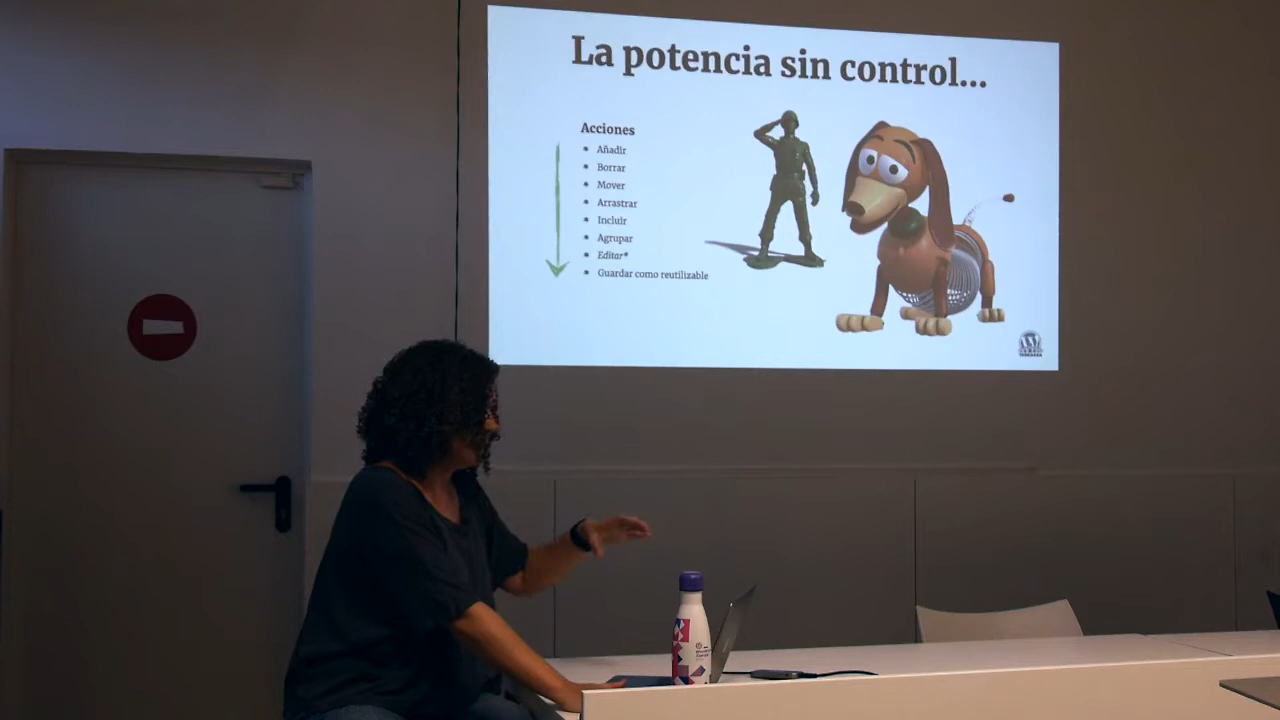 La potencia sin control...
Acciones
Añadir
Borrar
Mover
Arrastrar
Incluir
Agrupar
Editar*
Guardar como reutilizable